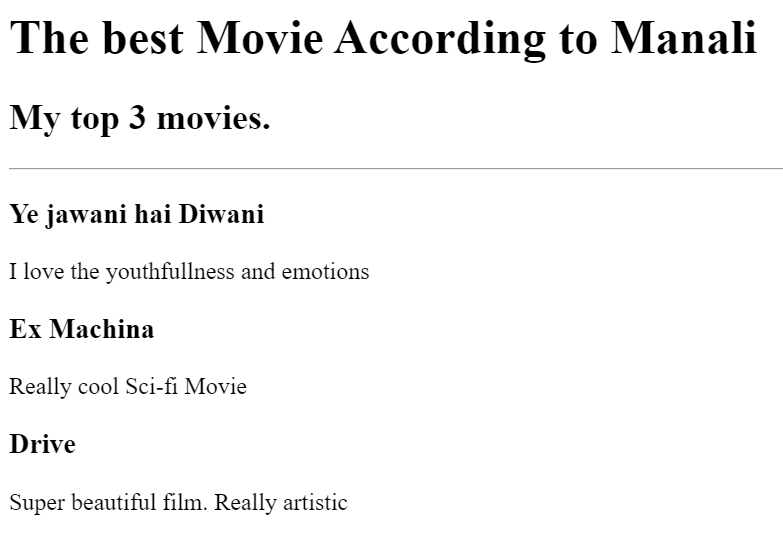 The best Movie According to Manali
My top 3 movies.
Ye jawani hai Diwani
I love the youthfullness and emotions
Ex Machina
Really cool Sci-fi Movie
Drive
Super beautiful film. Really artistic